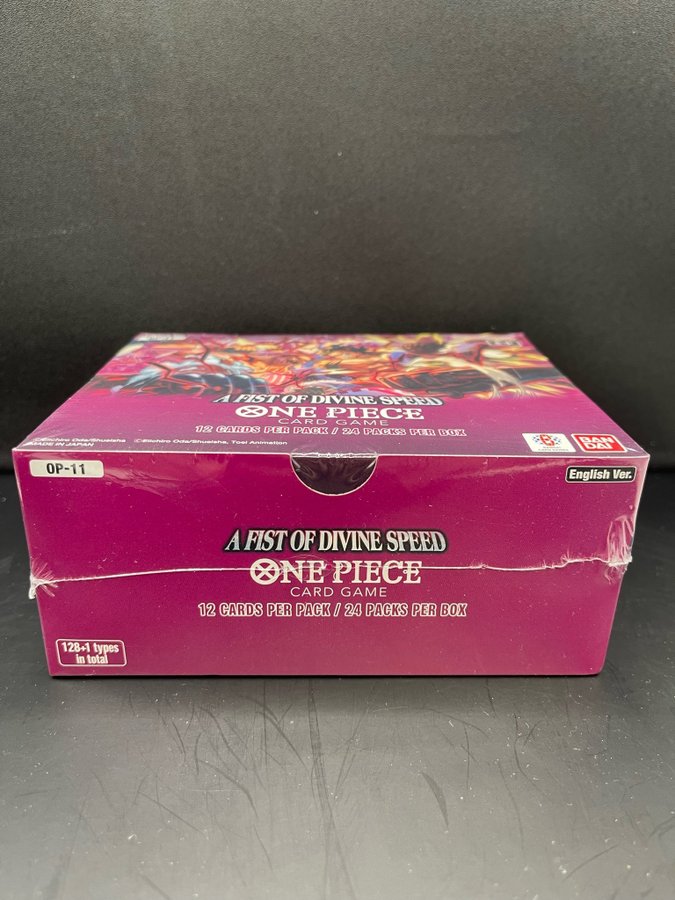 A FIST OF DIVINE SPEED
ONE PIECE
CARD GAME
12 CARDS PER PACK / 24 PACKS PER BOX
©Eiichiro Oda/Shueisha ©Eiichiro Oda/Shueisha, Toei Animation
MADE IN JAPAN
BAN
DAI
OP-11
English Ver.
A FIST OF DIVINE SPEED
ONE PIECE
CARD GAME
12 CARDS PER PACK / 24 PACKS PER BOX
128+1 types
in total